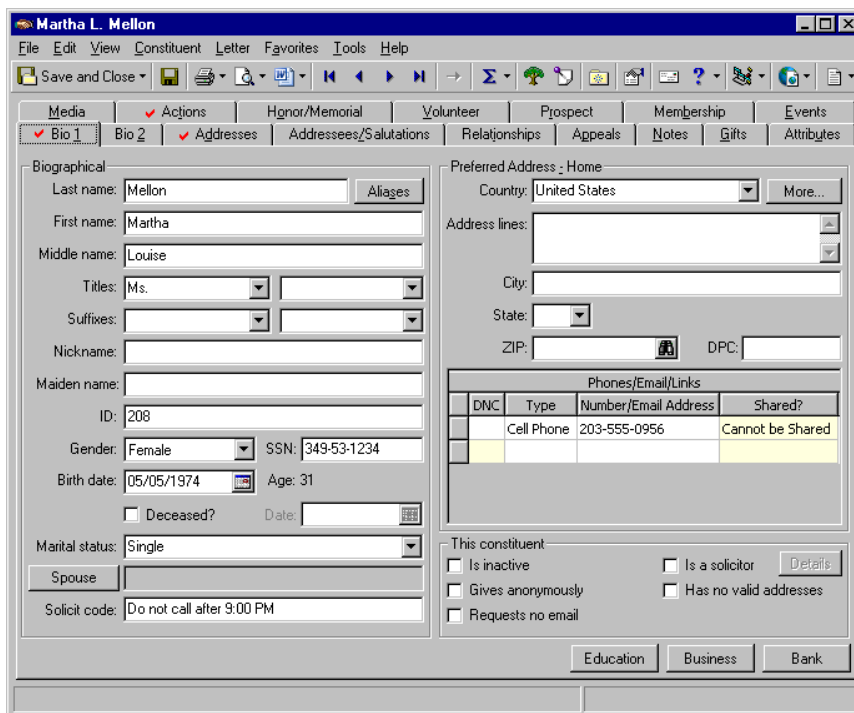 Martha L. Mellon
File Edit View Constituent Letter Favorites Tools Help
Save and Close
Media Actions Honor/Memorial Volunteer Prospect Membership Events
Bio 1 Bio 2 Addresses Addressees/Salutations Relationships Appeals Notes Gifts Attributes
Biographical
Last name: Mellon Aliases
First name: Martha
Middle name: Louise
Titles: Ms.
Suffixes:
Nickname:
Maiden name:
ID: 208
Gender: Female SSN: 349-53-1234
Birth date: 05/05/1974 Age: 31
Deceased? Date:
Marital status: Single
Spouse
Solicit code: Do not call after 9:00 PM
Preferred Address - Home
Country: United States More...
Address lines:
City:
State:
ZIP: DPC:
Phones/Email/Links
DNC Type Number/Email Address Shared?
Cell Phone 203-555-0956 Cannot be Shared
This constituent
Is inactive Is a solicitor Details
Gives anonymously Has no valid addresses
Requests no email
Education Business Bank